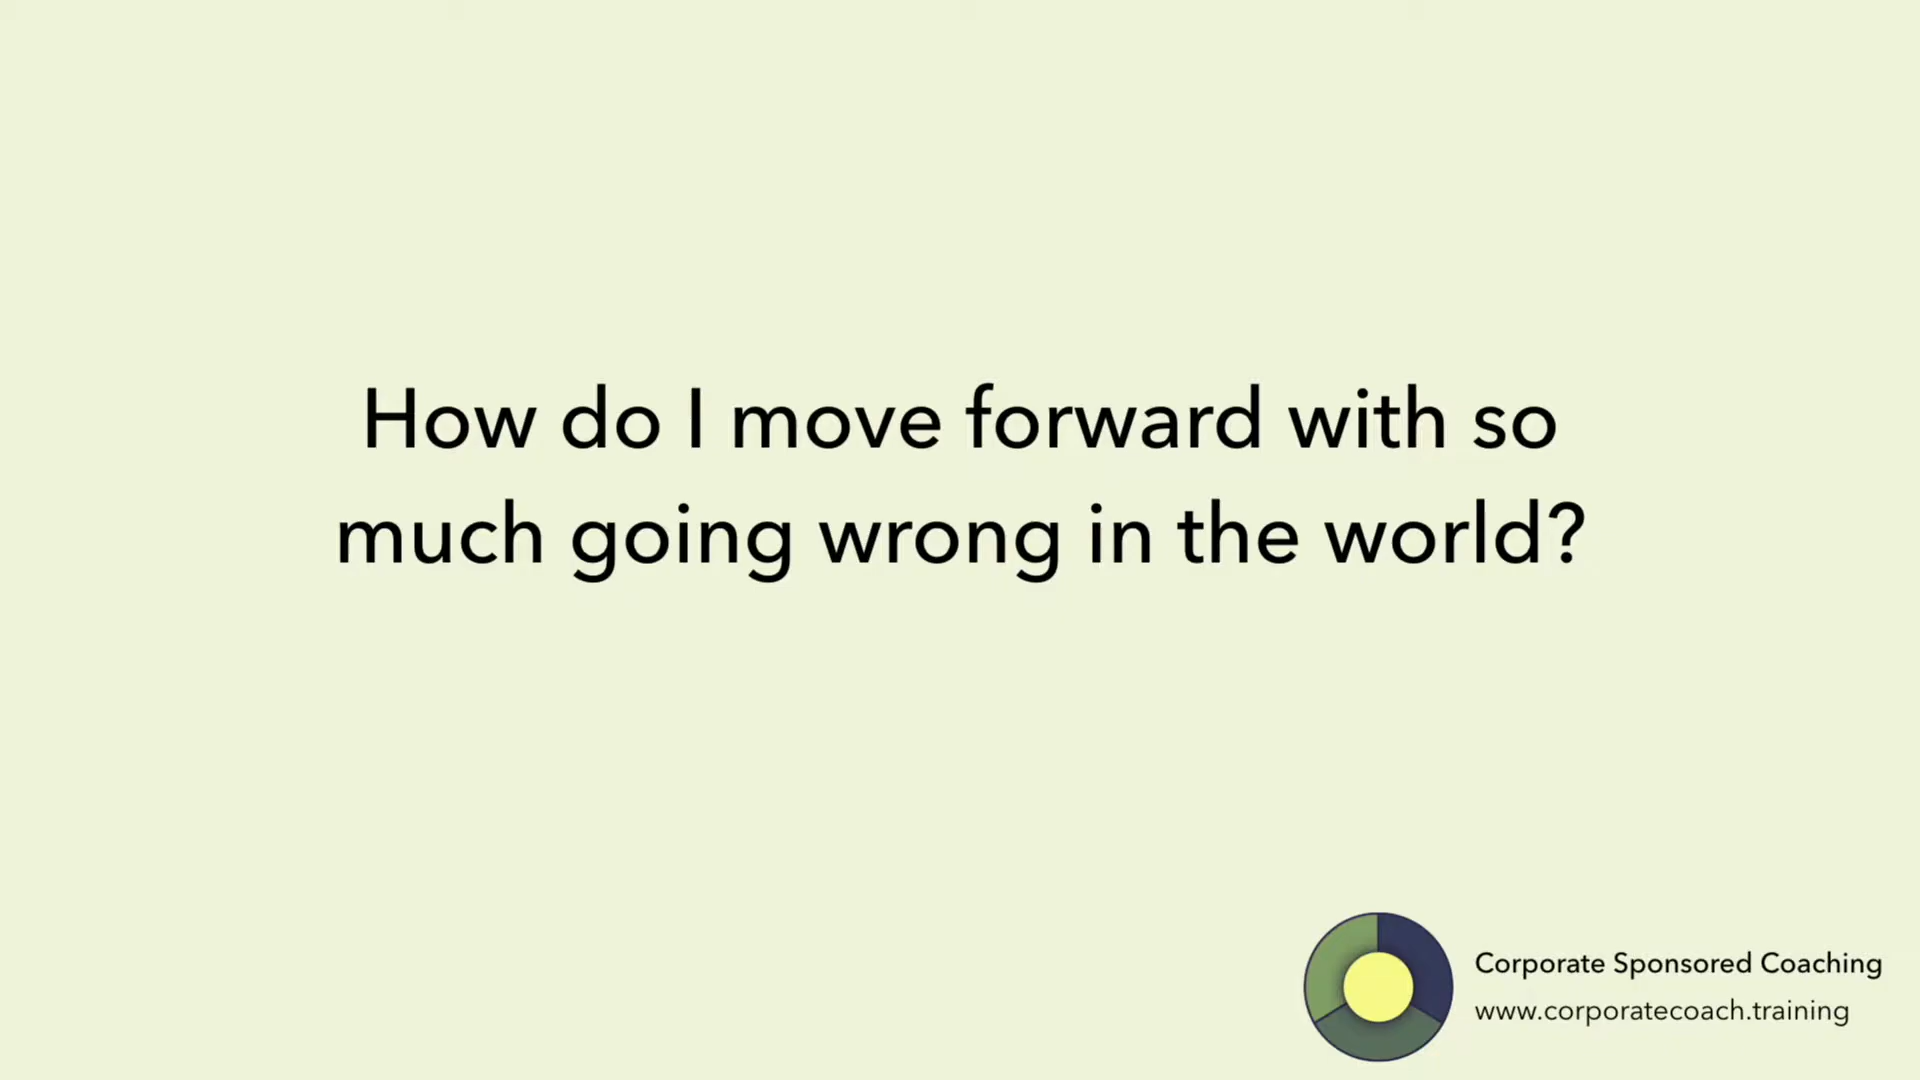 How do I move forward with so
much going wrong in the world?
Corporate Sponsored Coaching
www.corporatecoach.training